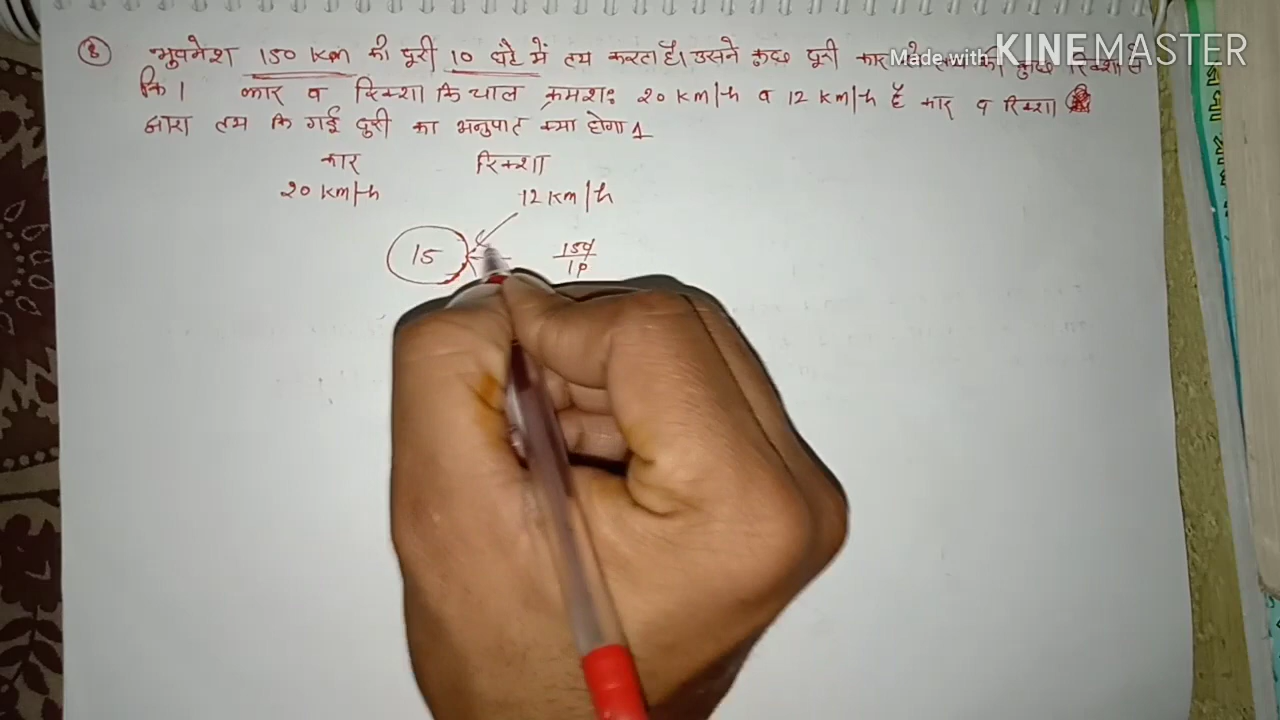 8 भुवनेश 150 km की दूरी 10 घंटे में तय करता है। उसने कुछ दूरी कार से की कुछ रिक्शा से
Made with KINEMASTER
कि। कार व रिक्शा कि चाल क्रमशः 20 km/h व 12 km/h है कार व रिक्शा
द्वारा तय कि गई दुरी का अनुपात क्या होगा 1
कार रिक्शा
20 km/h 12 km/h
15 150/10